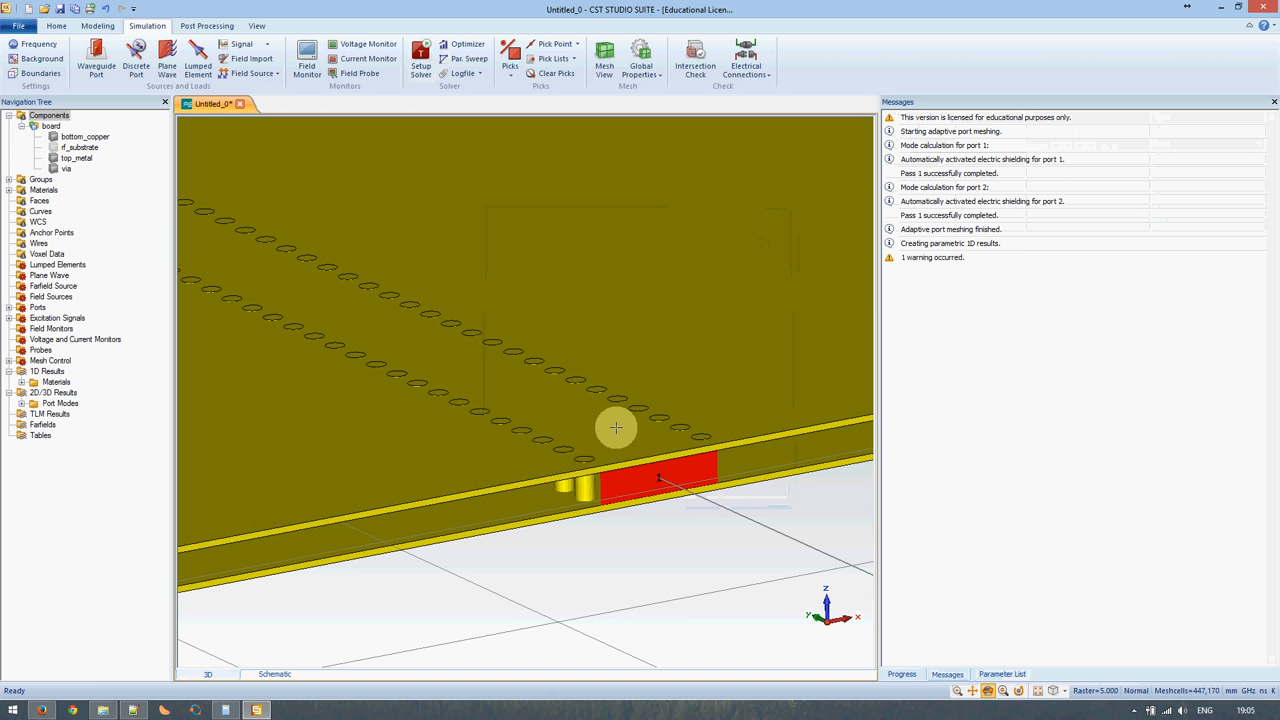 Untitled_0 - CST STUDIO SUITE - [Educational Licen...
File Home Modeling Simulation Post Processing View
Frequency
Background
Boundaries
Settings
Waveguide Port
Discrete Port
Plane Wave
Lumped Element
Signal
Field Import
Field Source
Sources and Loads
Field Monitor
Voltage Monitor
Current Monitor
Field Probe
Monitors
Setup Solver
Optimizer
Par. Sweep
Logfile
Solver
Picks
Pick Point
Pick Lists
Clear Picks
Picks
Mesh View
Global Properties
Mesh
Intersection Check
Electrical Connections
Check
Navigation Tree
Components
board
bottom_copper
rf_substrate
top_metal
via
Groups
Materials
Faces
Curves
WCS
Anchor Points
Wires
Voxel Data
Lumped Elements
Plane Wave
Farfield Source
Field Sources
Ports
Excitation Signals
Field Monitors
Voltage and Current Monitors
Probes
Mesh Control
1D Results
Materials
2D/3D Results
Port Modes
TLM Results
Farfields
Tables
Untitled_0*
1
z
y
x
3D Schematic
Messages
This version is licensed for educational purposes only.
Starting adaptive port meshing.
Mode calculation for port 1:
Automatically activated electric shielding for port 1.
Pass 1 successfully completed.
Mode calculation for port 2:
Automatically activated electric shielding for port 2.
Pass 1 successfully completed.
Adaptive port meshing finished.
Creating parametric 1D results.
1 warning occurred.
Progress Messages Parameter List
Ready
Raster=5.000 Normal Meshcells=447,170 mm GHz ns K
ENG 19:05